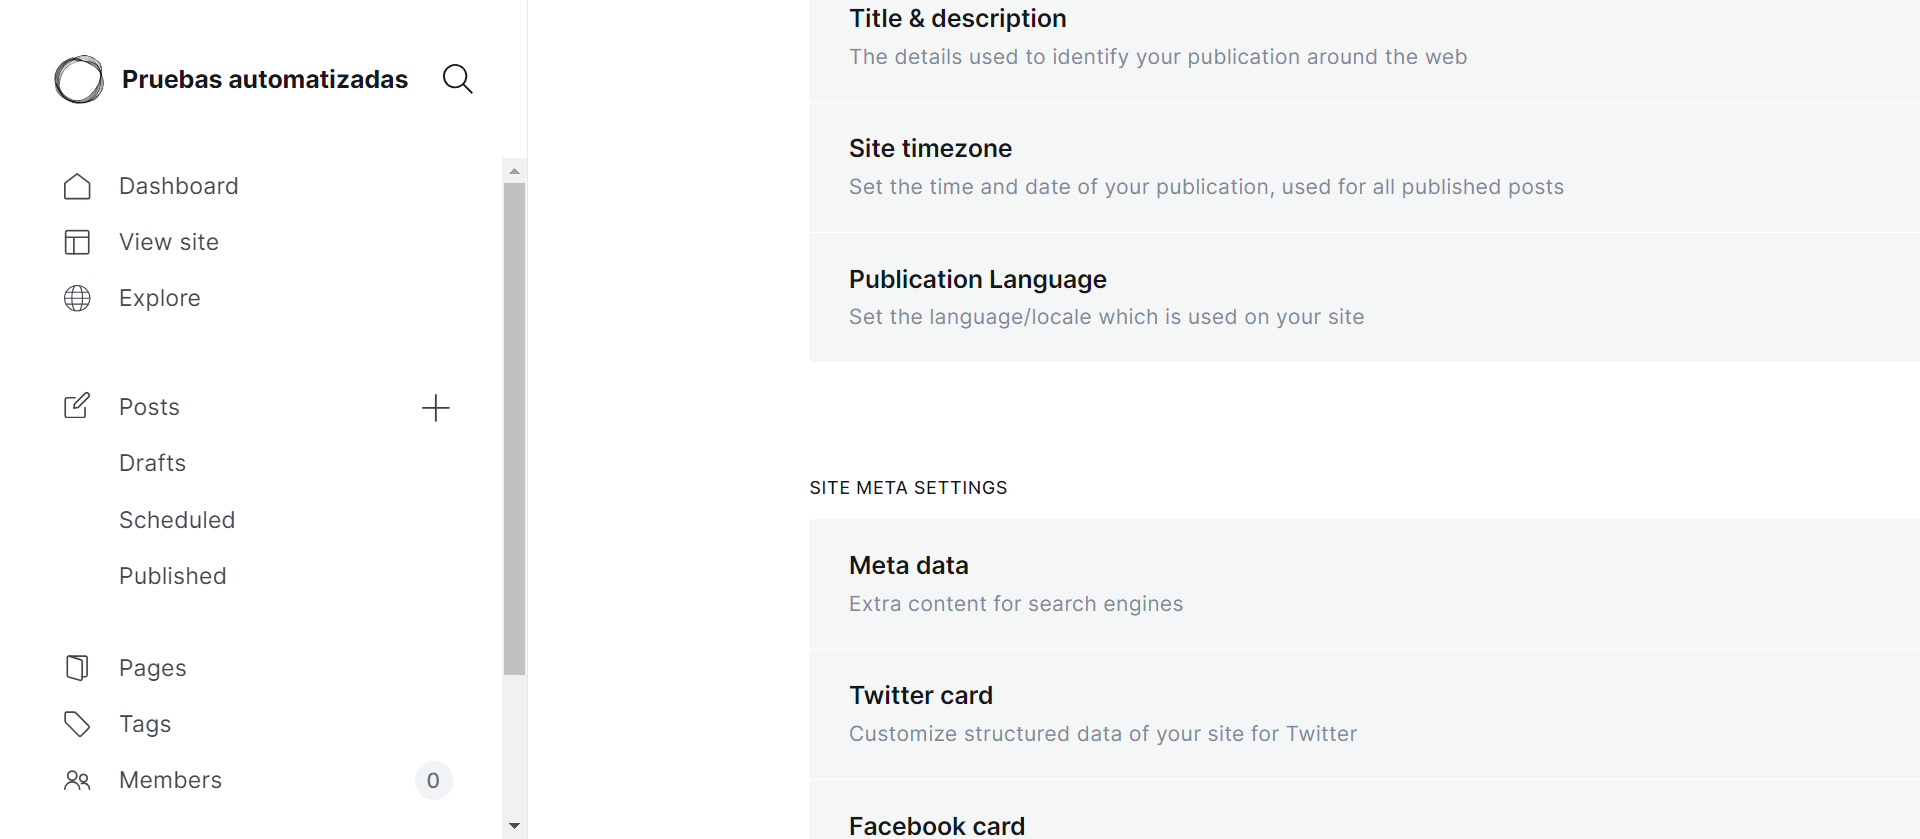 Pruebas automatizadas
Dashboard
View site
Explore
Posts
Drafts
Scheduled
Published
Pages
Tags
Members 0
Title & description
The details used to identify your publication around the web
Site timezone
Set the time and date of your publication, used for all published posts
Publication Language
Set the language/locale which is used on your site
SITE META SETTINGS
Meta data
Extra content for search engines
Twitter card
Customize structured data of your site for Twitter
Facebook card